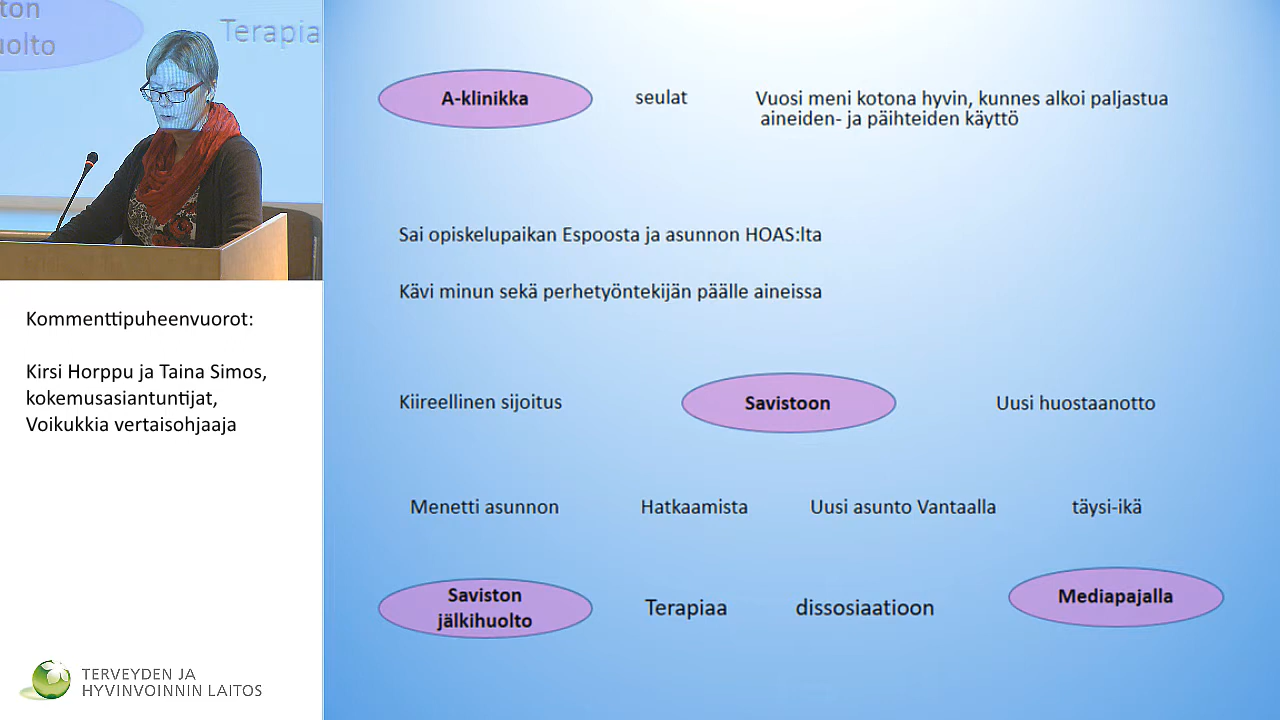 ton
uolto
Terapia
Kommenttipuheenvuorot:
Kirsi Horppu ja Taina Simos,
kokemusasiantuntijat,
Voikukkia vertaisohjaaja
TERVEYDEN JA
HYVINVOINNIN LAITOS
A-klinikka
seulat
Vuosi meni kotona hyvin, kunnes alkoi paljastua
aineiden- ja päihteiden käyttö
Sai opiskelupaikan Espoosta ja asunnon HOAS:lta
Kävi minun sekä perhetyöntekijän päälle aineissa
Kiireellinen sijoitus
Savistoon
Uusi huostaanotto
Menetti asunnon
Hatkaamista
Uusi asunto Vantaalla
täysi-ikä
Saviston
jälkihuolto
Terapiaa
dissosiaatioon
Mediapajalla